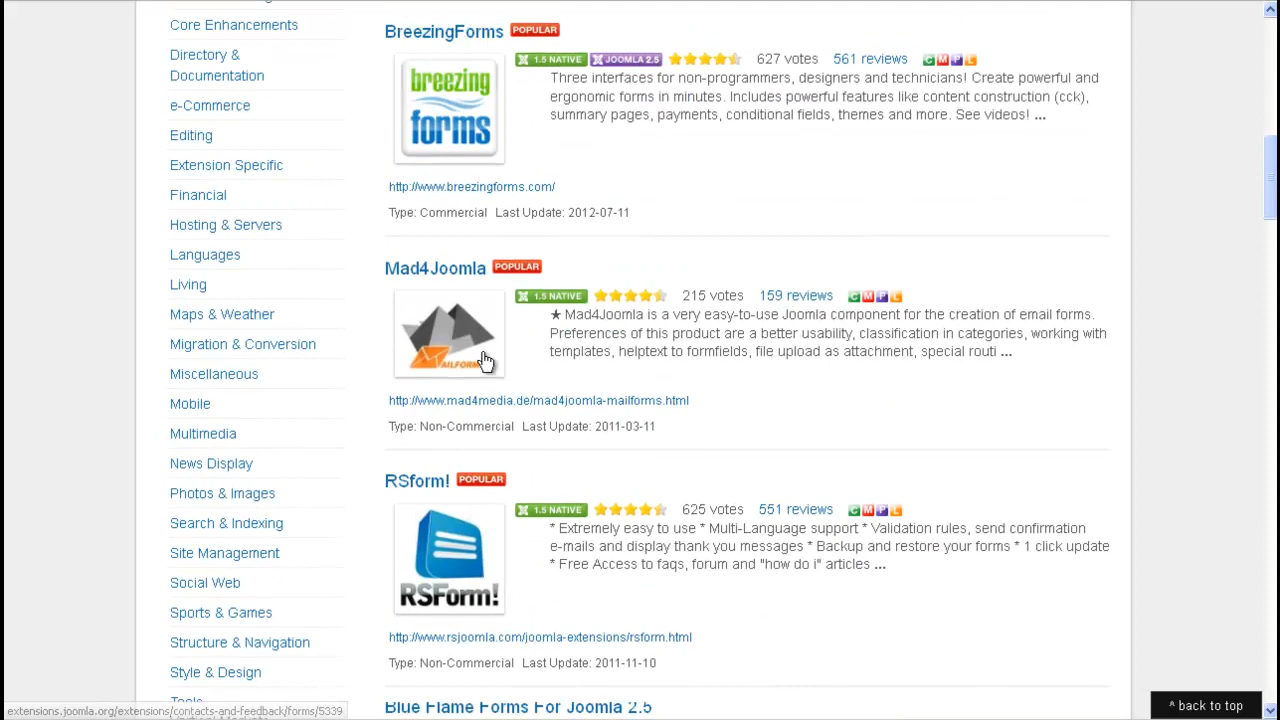 Core Enhancements
Directory &
Documentation
e-Commerce
Editing
Extension Specific
Financial
Hosting & Servers
Languages
Living
Maps & Weather
Migration & Conversion
Miscellaneous
Mobile
Multimedia
News Display
Photos & Images
Search & Indexing
Site Management
Social Web
Sports & Games
Structure & Navigation
Style & Design
Tools
BreezingForms POPULAR
breezing
forms
1.5 NATIVE JOOMLA 2.5 627 votes 561 reviews C M P L
Three interfaces for non-programmers, designers and technicians! Create powerful and
ergonomic forms in minutes. Includes powerful features like content construction (cck),
summary pages, payments, conditional fields, themes and more. See videos! ...
http://www.breezingforms.com/
Type: Commercial Last Update: 2012-07-11
Mad4Joomla POPULAR
1.5 NATIVE 215 votes 159 reviews C M P L
★ Mad4Joomla is a very easy-to-use Joomla component for the creation of email forms.
Preferences of this product are a better usability, classification in categories, working with
templates, helptext to formfields, file upload as attachment, special routi ...
http://www.mad4media.de/mad4joomla-mailforms.html
Type: Non-Commercial Last Update: 2011-03-11
RSform! POPULAR
RSForm!
1.5 NATIVE 625 votes 551 reviews C M P L
* Extremely easy to use * Multi-Language support * Validation rules, send confirmation
e-mails and display thank you messages * Backup and restore your forms * 1 click update
* Free Access to faqs, forum and "how do i" articles ...
http://www.rsjoomla.com/joomla-extensions/rsform.html
Type: Non-Commercial Last Update: 2011-11-10
Blue Flame Forms For Joomla 2.5
extensions.joomla.org/extensions/contacts-and-feedback/forms/5339
^ back to top